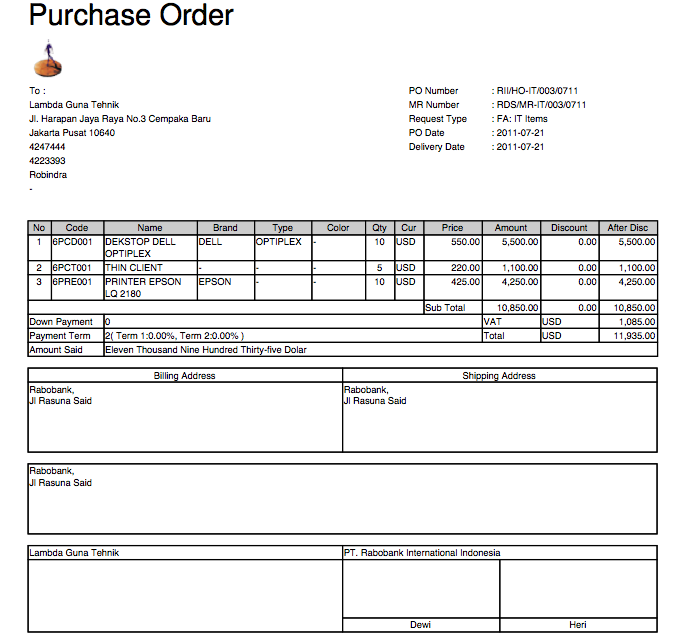 Purchase Order
To :
Lambda Guna Tehnik
Jl. Harapan Jaya Raya No.3 Cempaka Baru
Jakarta Pusat 10640
4247444
4223393
Robindra
-
PO Number : RII/HO-IT/003/0711
MR Number : RDS/MR-IT/003/0711
Request Type : FA: IT Items
PO Date : 2011-07-21
Delivery Date : 2011-07-21
No Code Name Brand Type Color Qty Cur Price Amount Discount After Disc
1 6PCD001 DEKSTOP DELL DELL OPTIPLEX - 10 USD 550.00 5,500.00 0.00 5,500.00
OPTIPLEX
2 6PCT001 THIN CLIENT - - - 5 USD 220.00 1,100.00 0.00 1,100.00
3 6PRE001 PRINTER EPSON EPSON - - 10 USD 425.00 4,250.00 0.00 4,250.00
LQ 2180
Sub Total 10,850.00 0.00 10,850.00
Down Payment 0 VAT USD 1,085.00
Payment Term 2( Term 1:0.00%, Term 2:0.00% ) Total USD 11,935.00
Amount Said Eleven Thousand Nine Hundred Thirty-five Dolar
Billing Address Shipping Address
Rabobank, Rabobank,
Jl Rasuna Said Jl Rasuna Said
Rabobank,
Jl Rasuna Said
Lambda Guna Tehnik PT. Rabobank International Indonesia
Dewi Heri